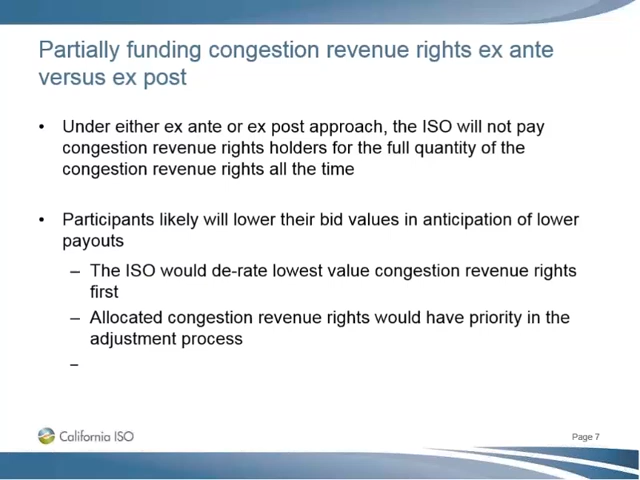 Partially funding congestion revenue rights ex ante
versus ex post
• Under either ex ante or ex post approach, the ISO will not pay
congestion revenue rights holders for the full quantity of the
congestion revenue rights all the time
• Participants likely will lower their bid values in anticipation of lower
payouts
– The ISO would de-rate lowest value congestion revenue rights
first
– Allocated congestion revenue rights would have priority in the
adjustment process
–
California ISO
Page 7